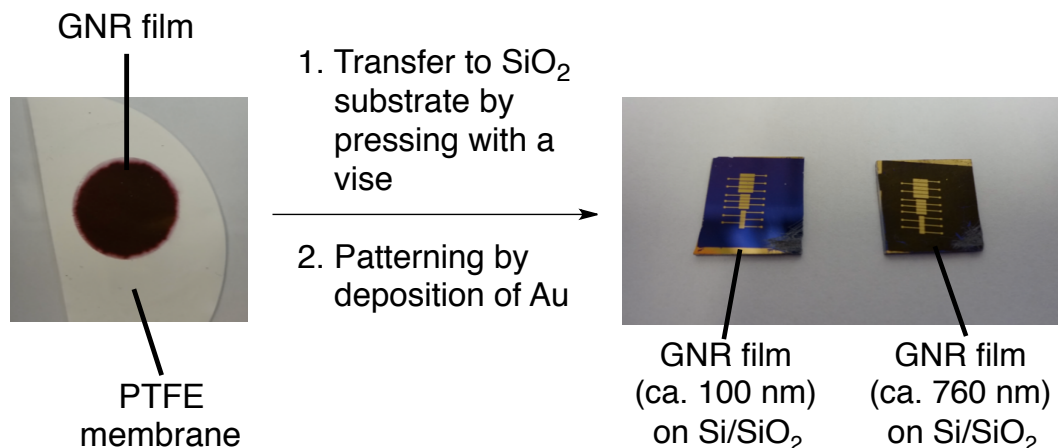 GNR film
PTFE
membrane
1. Transfer to SiO₂
substrate by
pressing with a
vise
2. Patterning by
deposition of Au
GNR film
(ca. 100 nm)
on Si/SiO₂
GNR film
(ca. 760 nm)
on Si/SiO₂